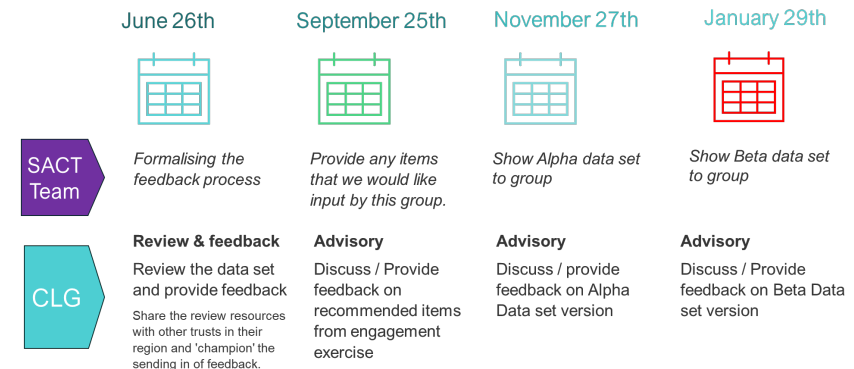 June 26th
September 25th
November 27th
January 29th
SACT
Team
Formalising the
feedback process
Provide any items
that we would like
input by this group.
Show Alpha data set
to group
Show Beta data set
to group
CLG
Review & feedback
Review the data set
and provide feedback
Share the review resources
with other trusts in their
region and 'champion' the
sending in of feedback.
Advisory
Discuss / Provide
feedback on
recommended items
from engagement
exercise
Advisory
Discuss / provide
feedback on Alpha
Data set version
Advisory
Discuss / Provide
feedback on Beta Data
set version